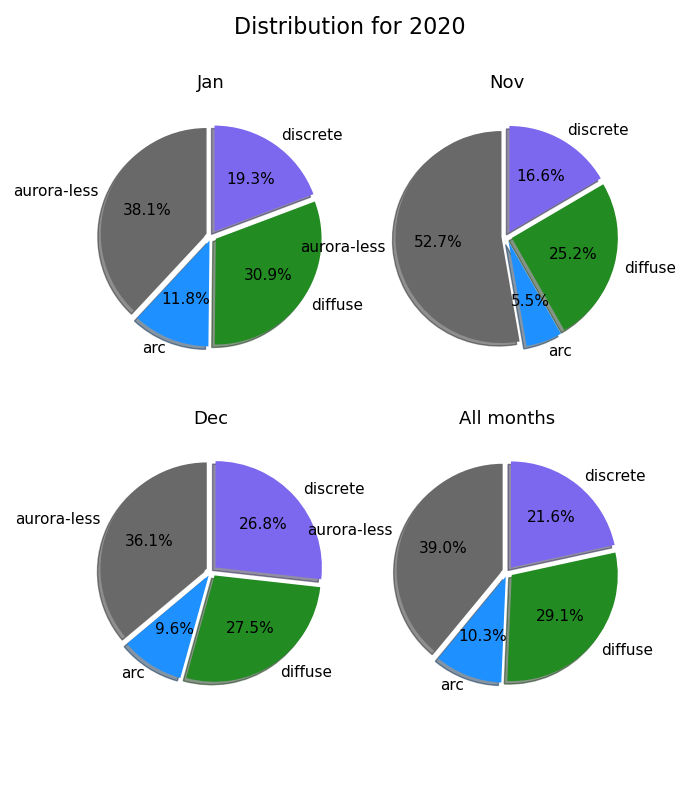 Distribution for 2020
Jan
discrete
19.3%
aurora-less
38.1%
30.9%
diffuse
11.8%
arc
Nov
discrete
16.6%
aurora-less
52.7%
25.2%
diffuse
5.5%
arc
Dec
discrete
26.8%
aurora-less
36.1%
9.6%
27.5%
arc
diffuse
All months
discrete
21.6%
aurora-less
39.0%
29.1%
diffuse
10.3%
arc